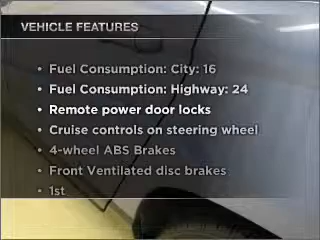 VEHICLE FEATURES
• Fuel Consumption: City: 16
• Fuel Consumption: Highway: 24
• Remote power door locks
• Cruise controls on steering wheel
• 4-wheel ABS Brakes
• Front Ventilated disc brakes
• 1st